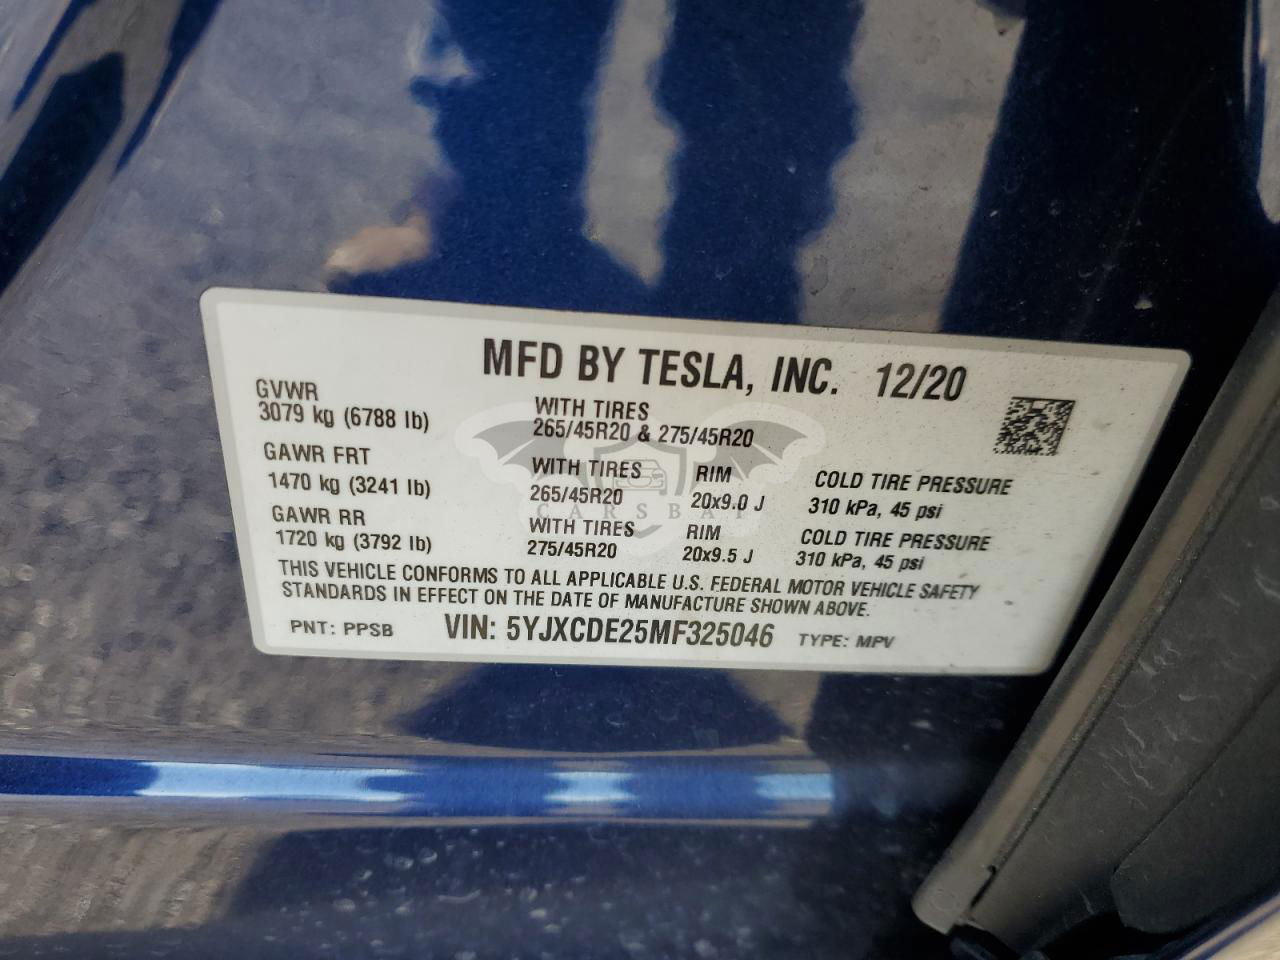 MFD BY TESLA, INC. 12/20
GVWR
3079 kg (6788 lb)
WITH TIRES
265/45R20 & 275/45R20
GAWR FRT
1470 kg (3241 lb)
WITH TIRES
265/45R20
RIM
20x9.0 J
COLD TIRE PRESSURE
310 kPa, 45 psi
GAWR RR
1720 kg (3792 lb)
WITH TIRES
275/45R20
RIM
20x9.5 J
COLD TIRE PRESSURE
310 kPa, 45 psi
THIS VEHICLE CONFORMS TO ALL APPLICABLE U.S. FEDERAL MOTOR VEHICLE SAFETY
STANDARDS IN EFFECT ON THE DATE OF MANUFACTURE SHOWN ABOVE.
PNT: PPSB VIN: 5YJXCDE25MF325046 TYPE: MPV
CARSBAT